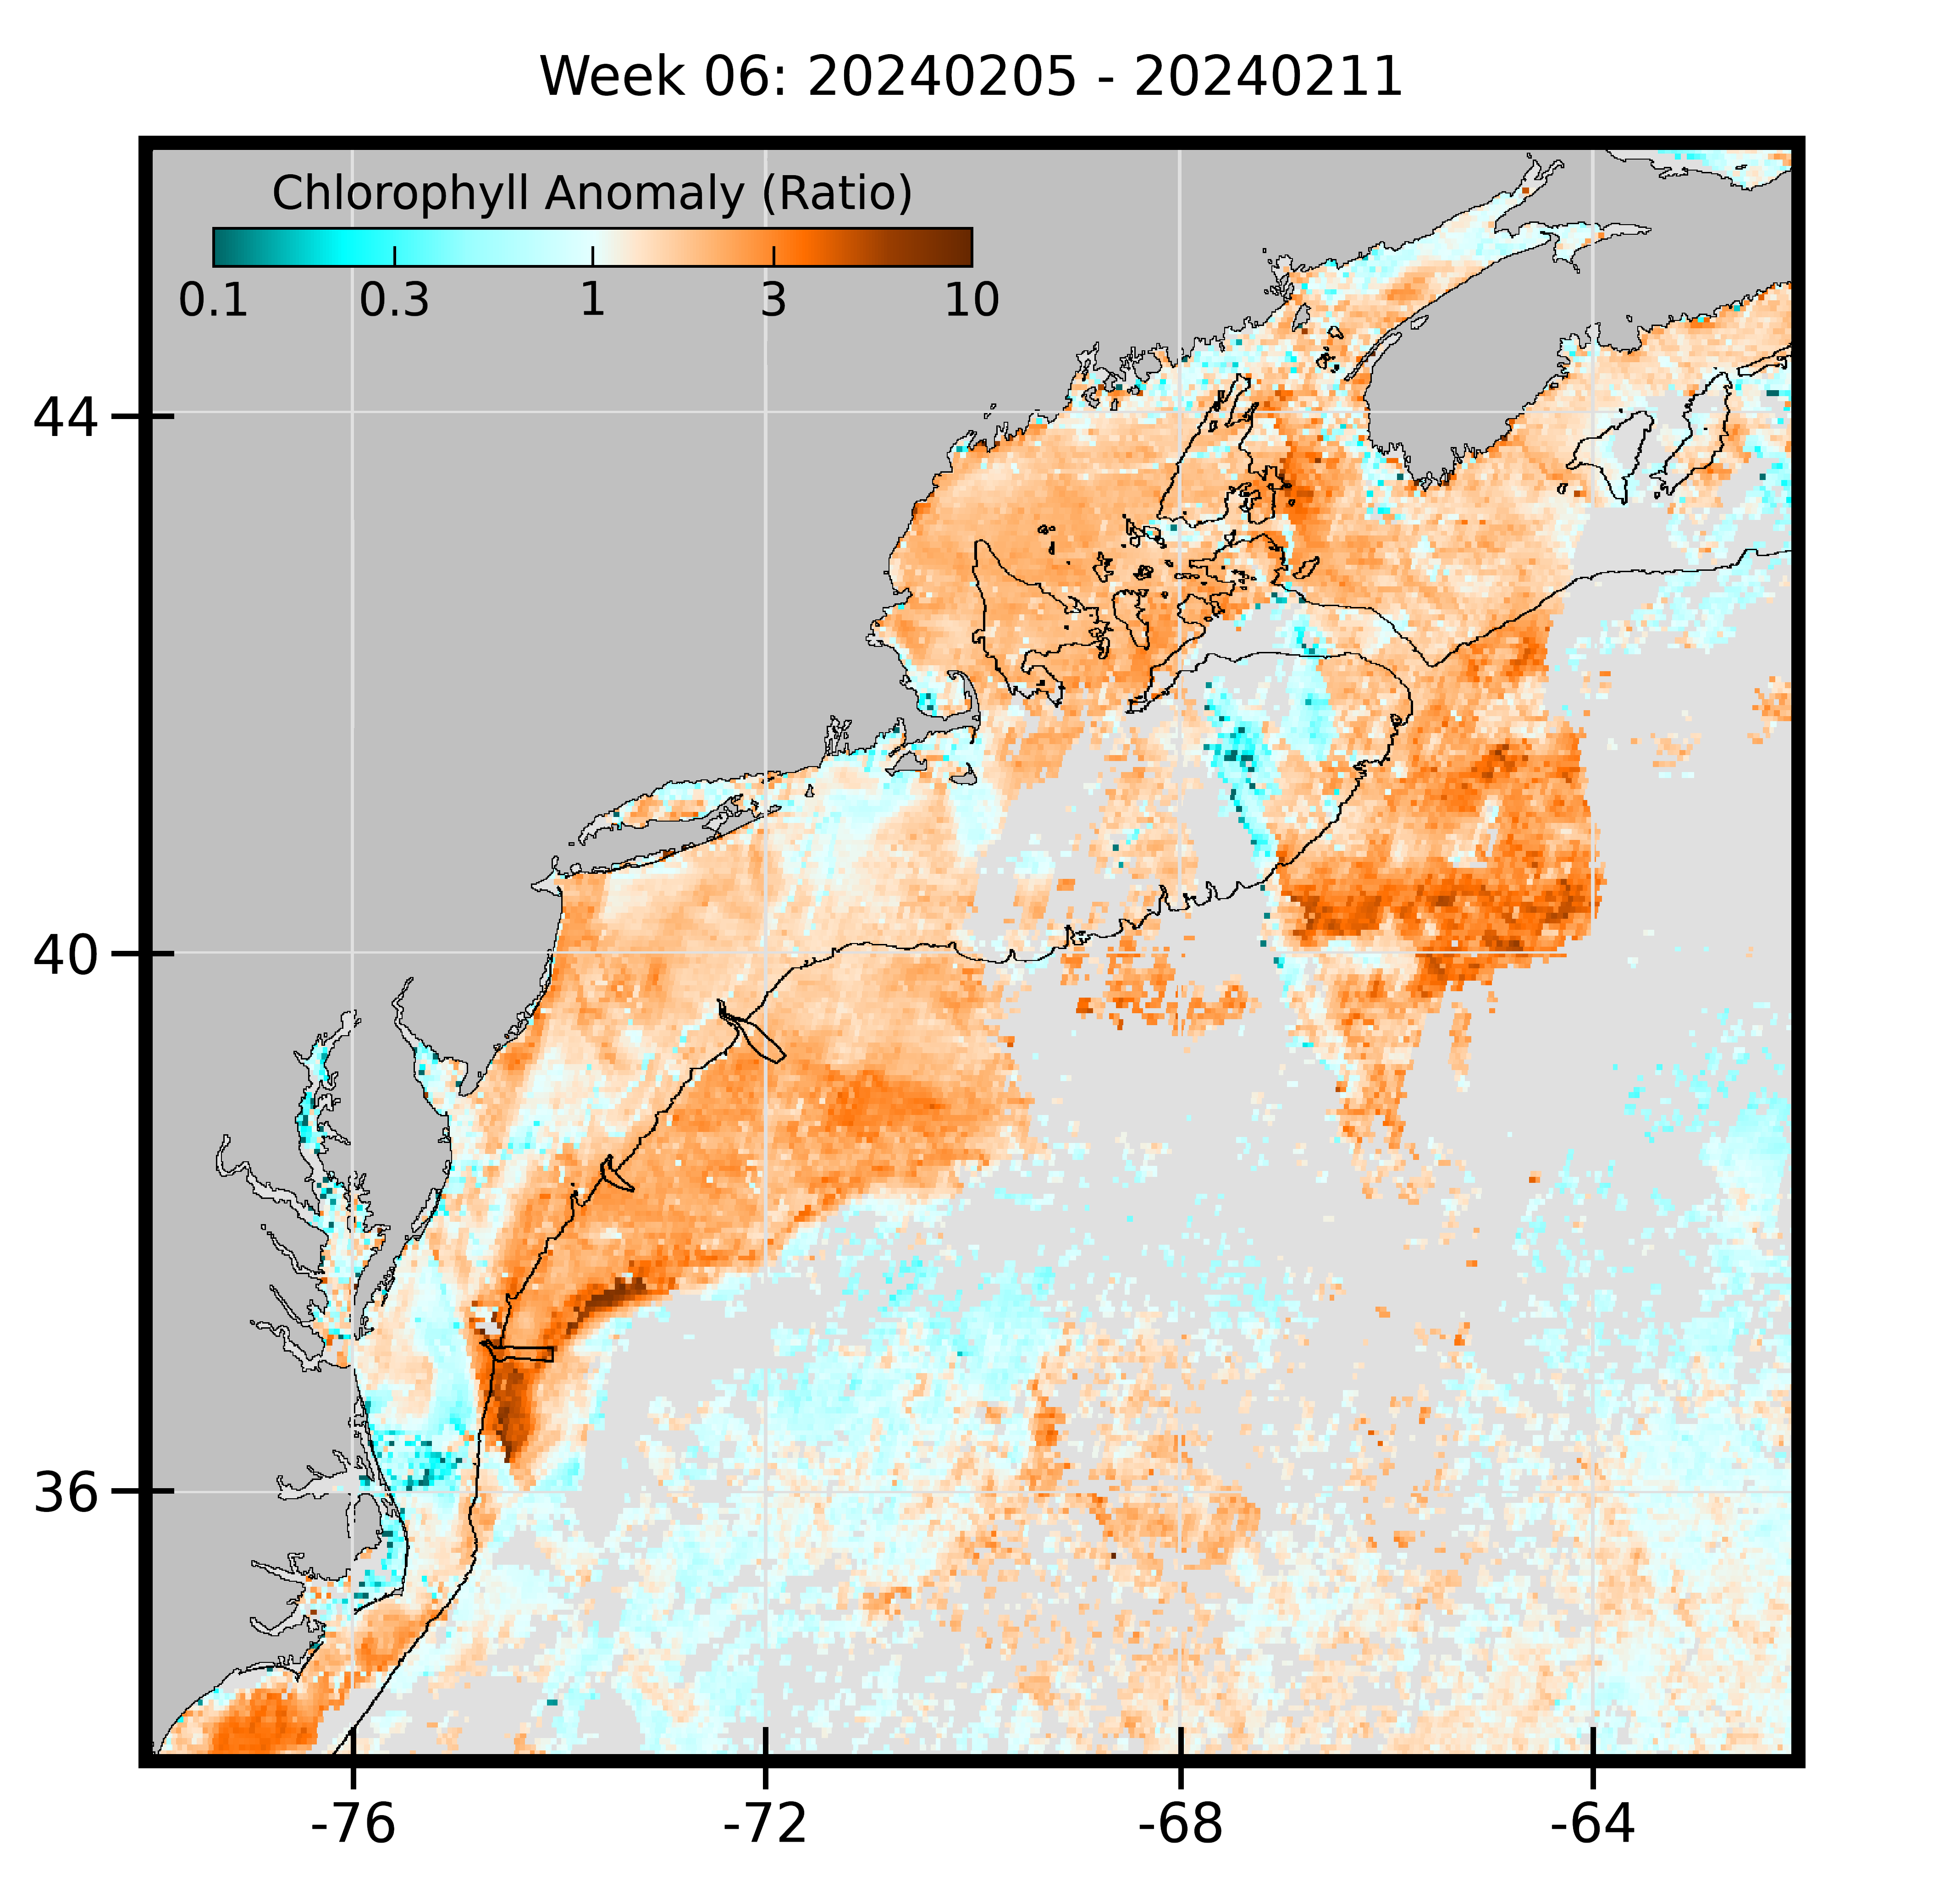 Week 06: 20240205 - 20240211
Chlorophyll Anomaly (Ratio)
0.1 0.3 1 3 10
44
40
36
-76 -72 -68 -64